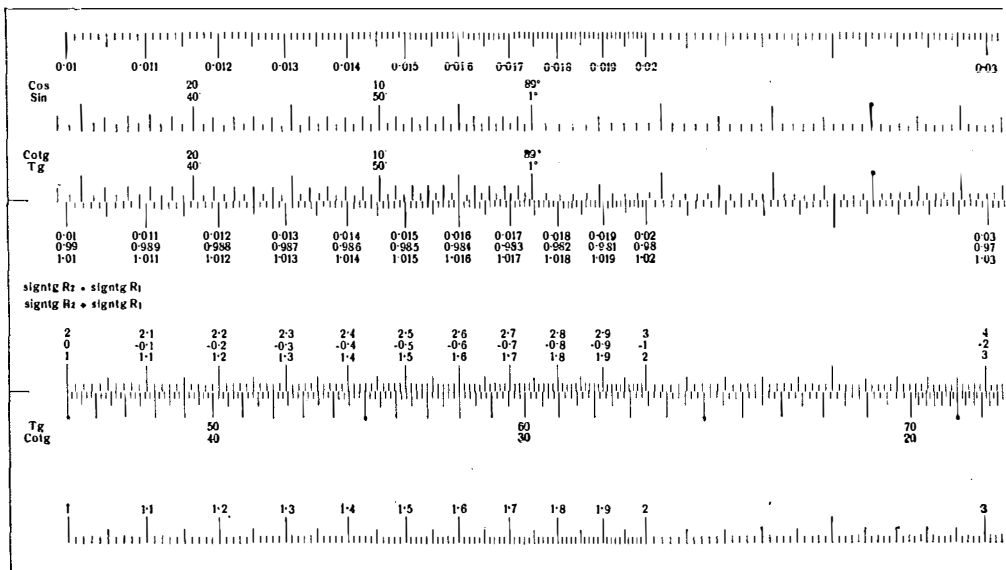 0·01 0·011 0·012 0·013 0·014 0·015 0·016 0·017 0·018 0·019 0·02 0·03
Cos 20 10 89°
Sin 40' 50' 1°
Cotg 20 10' 89°
Tg 40' 50' 1°
0·01 0·011 0·012 0·013 0·014 0·015 0·016 0·017 0·018 0·019 0·02 0·03
0·99 0·989 0·988 0·987 0·986 0·985 0·984 0·983 0·982 0·981 0·98 0·97
1·01 1·011 1·012 1·013 1·014 1·015 1·016 1·017 1·018 1·019 1·02 1·03
signtg R₂ = signtg R₁
signtg R₂ + signtg R₁
2 2·1 2·2 2·3 2·4 2·5 2·6 2·7 2·8 2·9 3 4
0 -0·1 -0·2 -0·3 -0·4 -0·5 -0·6 -0·7 -0·8 -0·9 -1 -2
1 1·1 1·2 1·3 1·4 1·5 1·6 1·7 1·8 1·9 2 3
Tg 50 60 70
Cotg 40 30 20
1 1·1 1·2 1·3 1·4 1·5 1·6 1·7 1·8 1·9 2 3